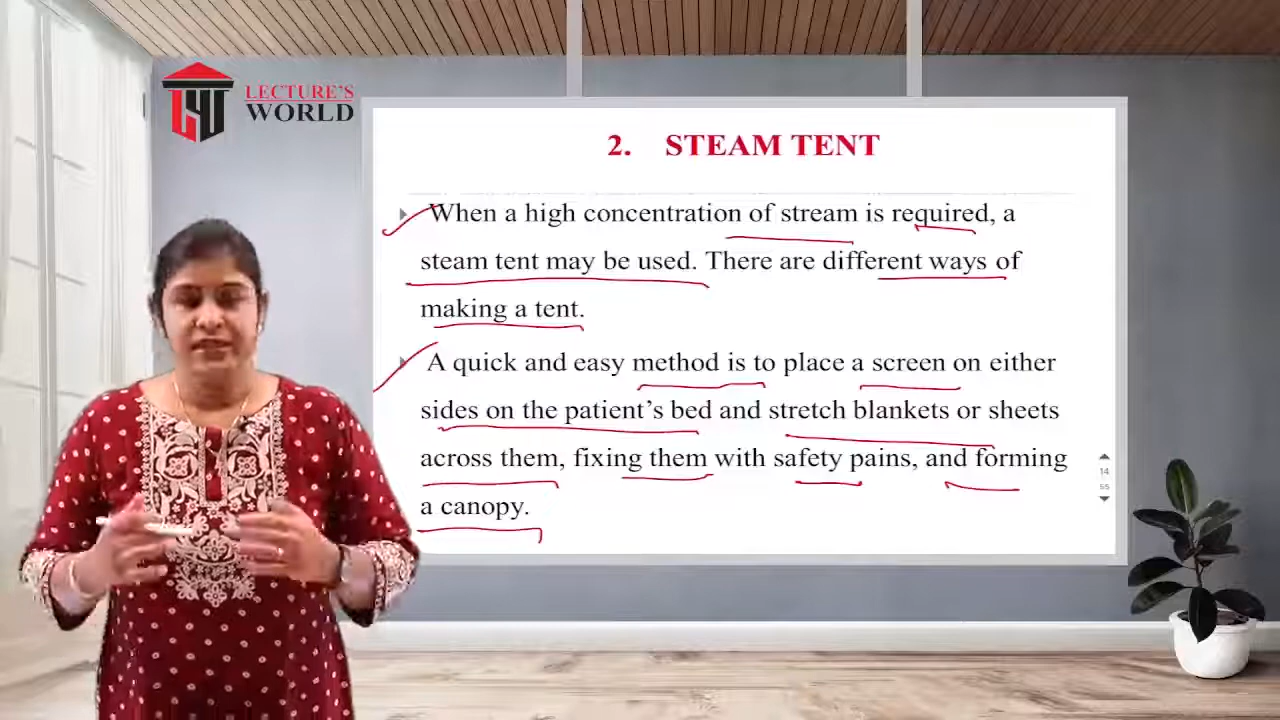 LECTURE'S
WORLD
2. STEAM TENT
When a high concentration of stream is required, a
steam tent may be used. There are different ways of
making a tent.
A quick and easy method is to place a screen on either
sides on the patient's bed and stretch blankets or sheets
across them, fixing them with safety pains, and forming
a canopy.
14
55